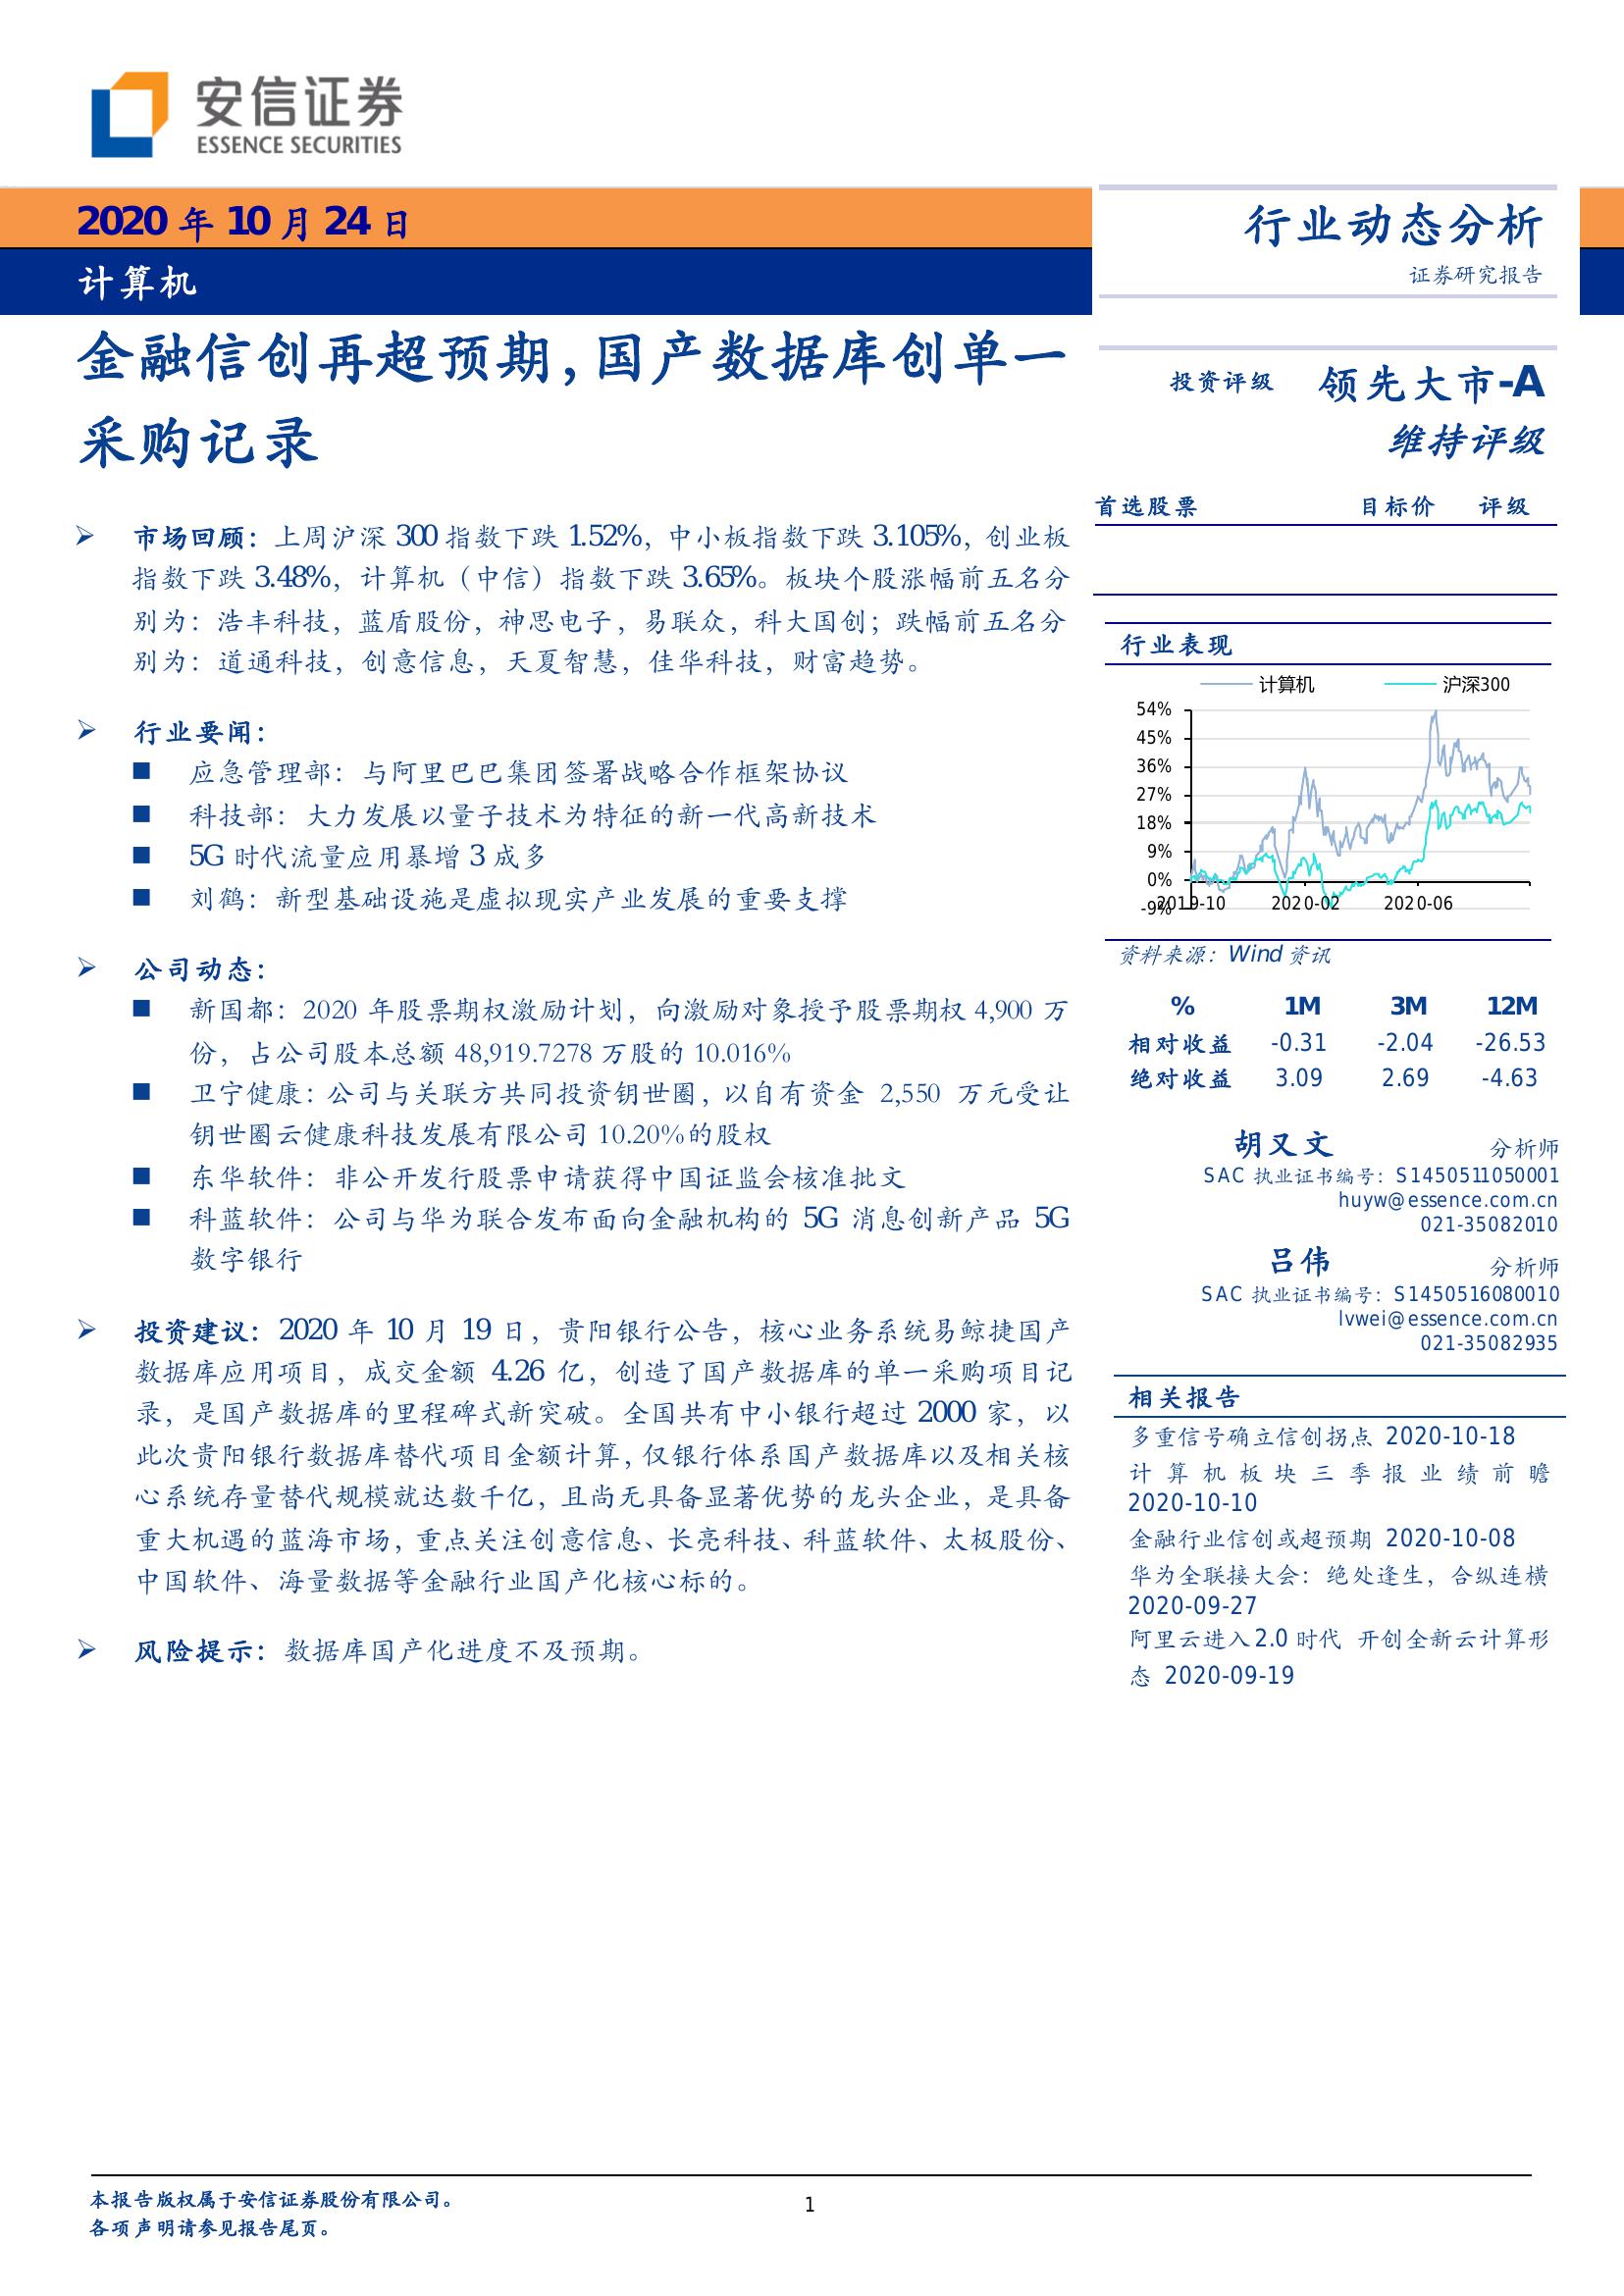 安信证券
ESSENCE SECURITIES
2020 年 10 月 24 日
计算机
行业动态分析
证券研究报告
金融信创再超预期，国产数据库创单一
采购记录
市场回顾：上周沪深 300 指数下跌 1.52%，中小板指数下跌 3.105%，创业板
指数下跌 3.48%，计算机（中信）指数下跌 3.65%。板块个股涨幅前五名分
别为：浩丰科技，蓝盾股份，神思电子，易联众，科大国创；跌幅前五名分
别为：道通科技，创意信息，天夏智慧，佳华科技，财富趋势。
行业要闻：
应急管理部：与阿里巴巴集团签署战略合作框架协议
科技部：大力发展以量子技术为特征的新一代高新技术
5G 时代流量应用暴增 3 成多
刘鹤：新型基础设施是虚拟现实产业发展的重要支撑
公司动态：
新国都：2020 年股票期权激励计划，向激励对象授予股票期权 4,900 万
份，占公司股本总额 48,919.7278 万股的 10.016%
卫宁健康：公司与关联方共同投资钥世圈，以自有资金 2,550 万元受让
钥世圈云健康科技发展有限公司 10.20%的股权
东华软件：非公开发行股票申请获得中国证监会核准批文
科蓝软件：公司与华为联合发布面向金融机构的 5G 消息创新产品 5G
数字银行
投资建议：2020 年 10 月 19 日，贵阳银行公告，核心业务系统易鲸捷国产
数据库应用项目，成交金额 4.26 亿，创造了国产数据库的单一采购项目记
录，是国产数据库的里程碑式新突破。全国共有中小银行超过 2000 家，以
此次贵阳银行数据库替代项目金额计算，仅银行体系国产数据库以及相关核
心系统存量替代规模就达数千亿，且尚无具备显著优势的龙头企业，是具备
重大机遇的蓝海市场，重点关注创意信息、长亮科技、科蓝软件、太极股份、
中国软件、海量数据等金融行业国产化核心标的。
风险提示：数据库国产化进度不及预期。
投资评级 领先大市-A
维持评级
首选股票 目标价 评级
行业表现
计算机 沪深300
54%
45%
36%
27%
18%
9%
0%
-9%
2019-10 2020-02 2020-06
资料来源：Wind 资讯
% 1M 3M 12M
相对收益 -0.31 -2.04 -26.53
绝对收益 3.09 2.69 -4.63
胡又文 分析师
SAC 执业证书编号：S1450511050001
huyw@essence.com.cn
021-35082010
吕伟 分析师
SAC 执业证书编号：S1450516080010
lvwei@essence.com.cn
021-35082935
相关报告
多重信号确立信创拐点 2020-10-18
计算机板块三季报业绩前瞻
2020-10-10
金融行业信创或超预期 2020-10-08
华为全联接大会：绝处逢生，合纵连横
2020-09-27
阿里云进入 2.0 时代 开创全新云计算形
态 2020-09-19
本报告版权属于安信证券股份有限公司。
各项声明请参见报告尾页。
1